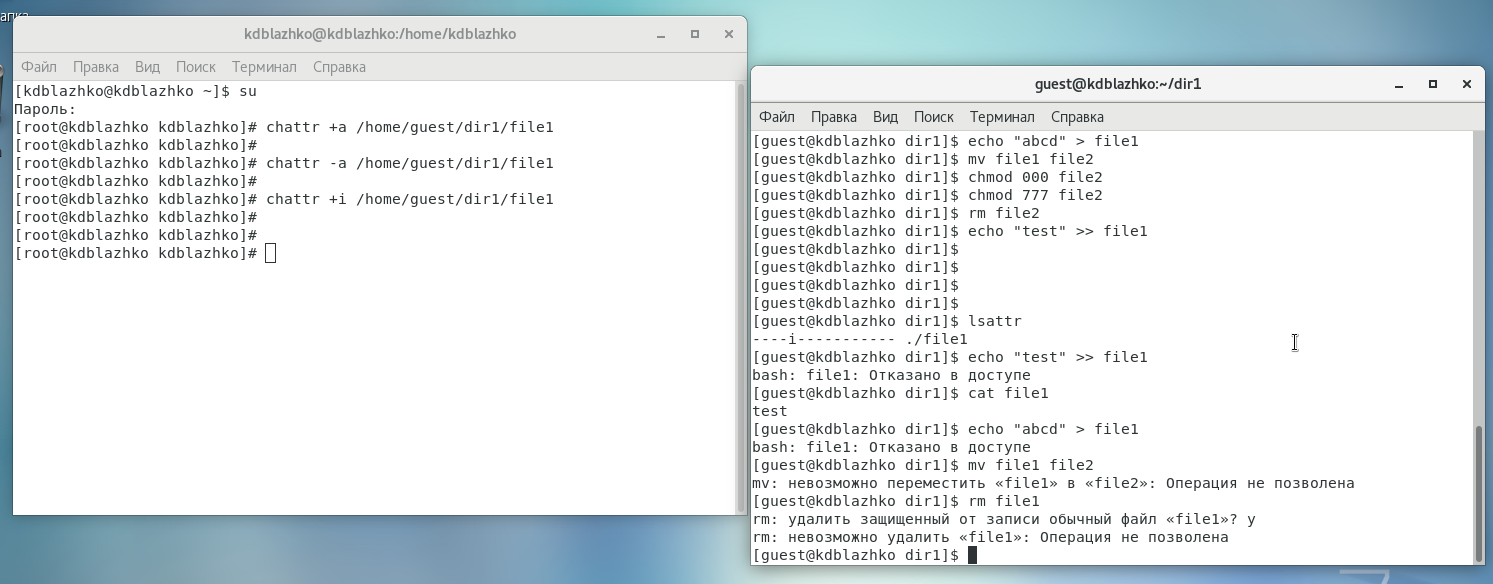 апка
kdblazhko@kdblazhko:/home/kdblazhko
Файл Правка Вид Поиск Терминал Справка
[kdblazhko@kdblazhko ~]$ su
Пароль:
[root@kdblazhko kdblazhko]# chattr +a /home/guest/dir1/file1
[root@kdblazhko kdblazhko]#
[root@kdblazhko kdblazhko]# chattr -a /home/guest/dir1/file1
[root@kdblazhko kdblazhko]#
[root@kdblazhko kdblazhko]# chattr +i /home/guest/dir1/file1
[root@kdblazhko kdblazhko]#
[root@kdblazhko kdblazhko]#
[root@kdblazhko kdblazhko]#
guest@kdblazhko:~/dir1
Файл Правка Вид Поиск Терминал Справка
[guest@kdblazhko dir1]$ echo "abcd" > file1
[guest@kdblazhko dir1]$ mv file1 file2
[guest@kdblazhko dir1]$ chmod 000 file2
[guest@kdblazhko dir1]$ chmod 777 file2
[guest@kdblazhko dir1]$ rm file2
[guest@kdblazhko dir1]$ echo "test" >> file1
[guest@kdblazhko dir1]$
[guest@kdblazhko dir1]$
[guest@kdblazhko dir1]$
[guest@kdblazhko dir1]$
[guest@kdblazhko dir1]$ lsattr
----i----------- ./file1
[guest@kdblazhko dir1]$ echo "test" >> file1
bash: file1: Отказано в доступе
[guest@kdblazhko dir1]$ cat file1
test
[guest@kdblazhko dir1]$ echo "abcd" > file1
bash: file1: Отказано в доступе
[guest@kdblazhko dir1]$ mv file1 file2
mv: невозможно переместить «file1» в «file2»: Операция не позволена
[guest@kdblazhko dir1]$ rm file1
rm: удалить защищенный от записи обычный файл «file1»? y
rm: невозможно удалить «file1»: Операция не позволена
[guest@kdblazhko dir1]$